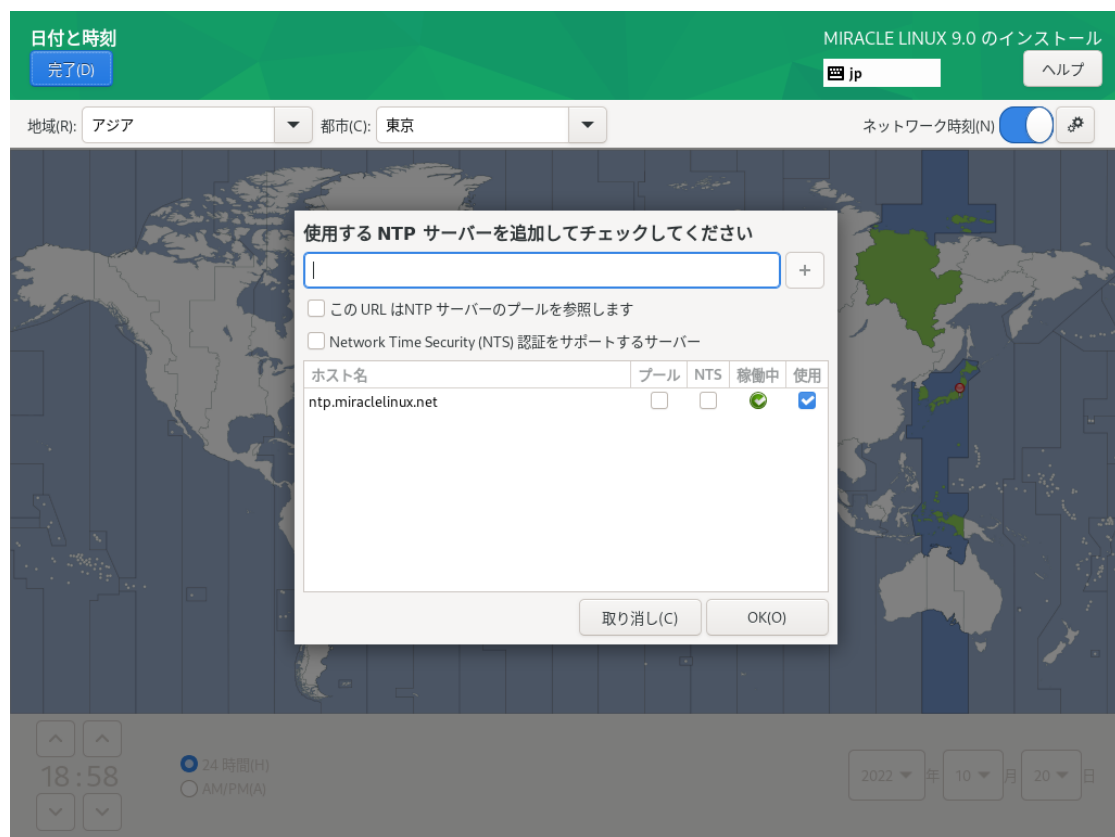 日付と時刻
MIRACLE LINUX 9.0 のインストール
完了(D)
jp
ヘルプ
地域(R): アジア 都市(C): 東京 ネットワーク時刻(N)
使用する NTP サーバーを追加してチェックしてください
+
この URL はNTP サーバーのプールを参照します
Network Time Security (NTS) 認証をサポートするサーバー
ホスト名 プール NTS 稼働中 使用
ntp.miraclelinux.net
取り消し(C) OK(O)
18:58
24 時間(H)
AM/PM(A)
2022 年 10 月 20 日